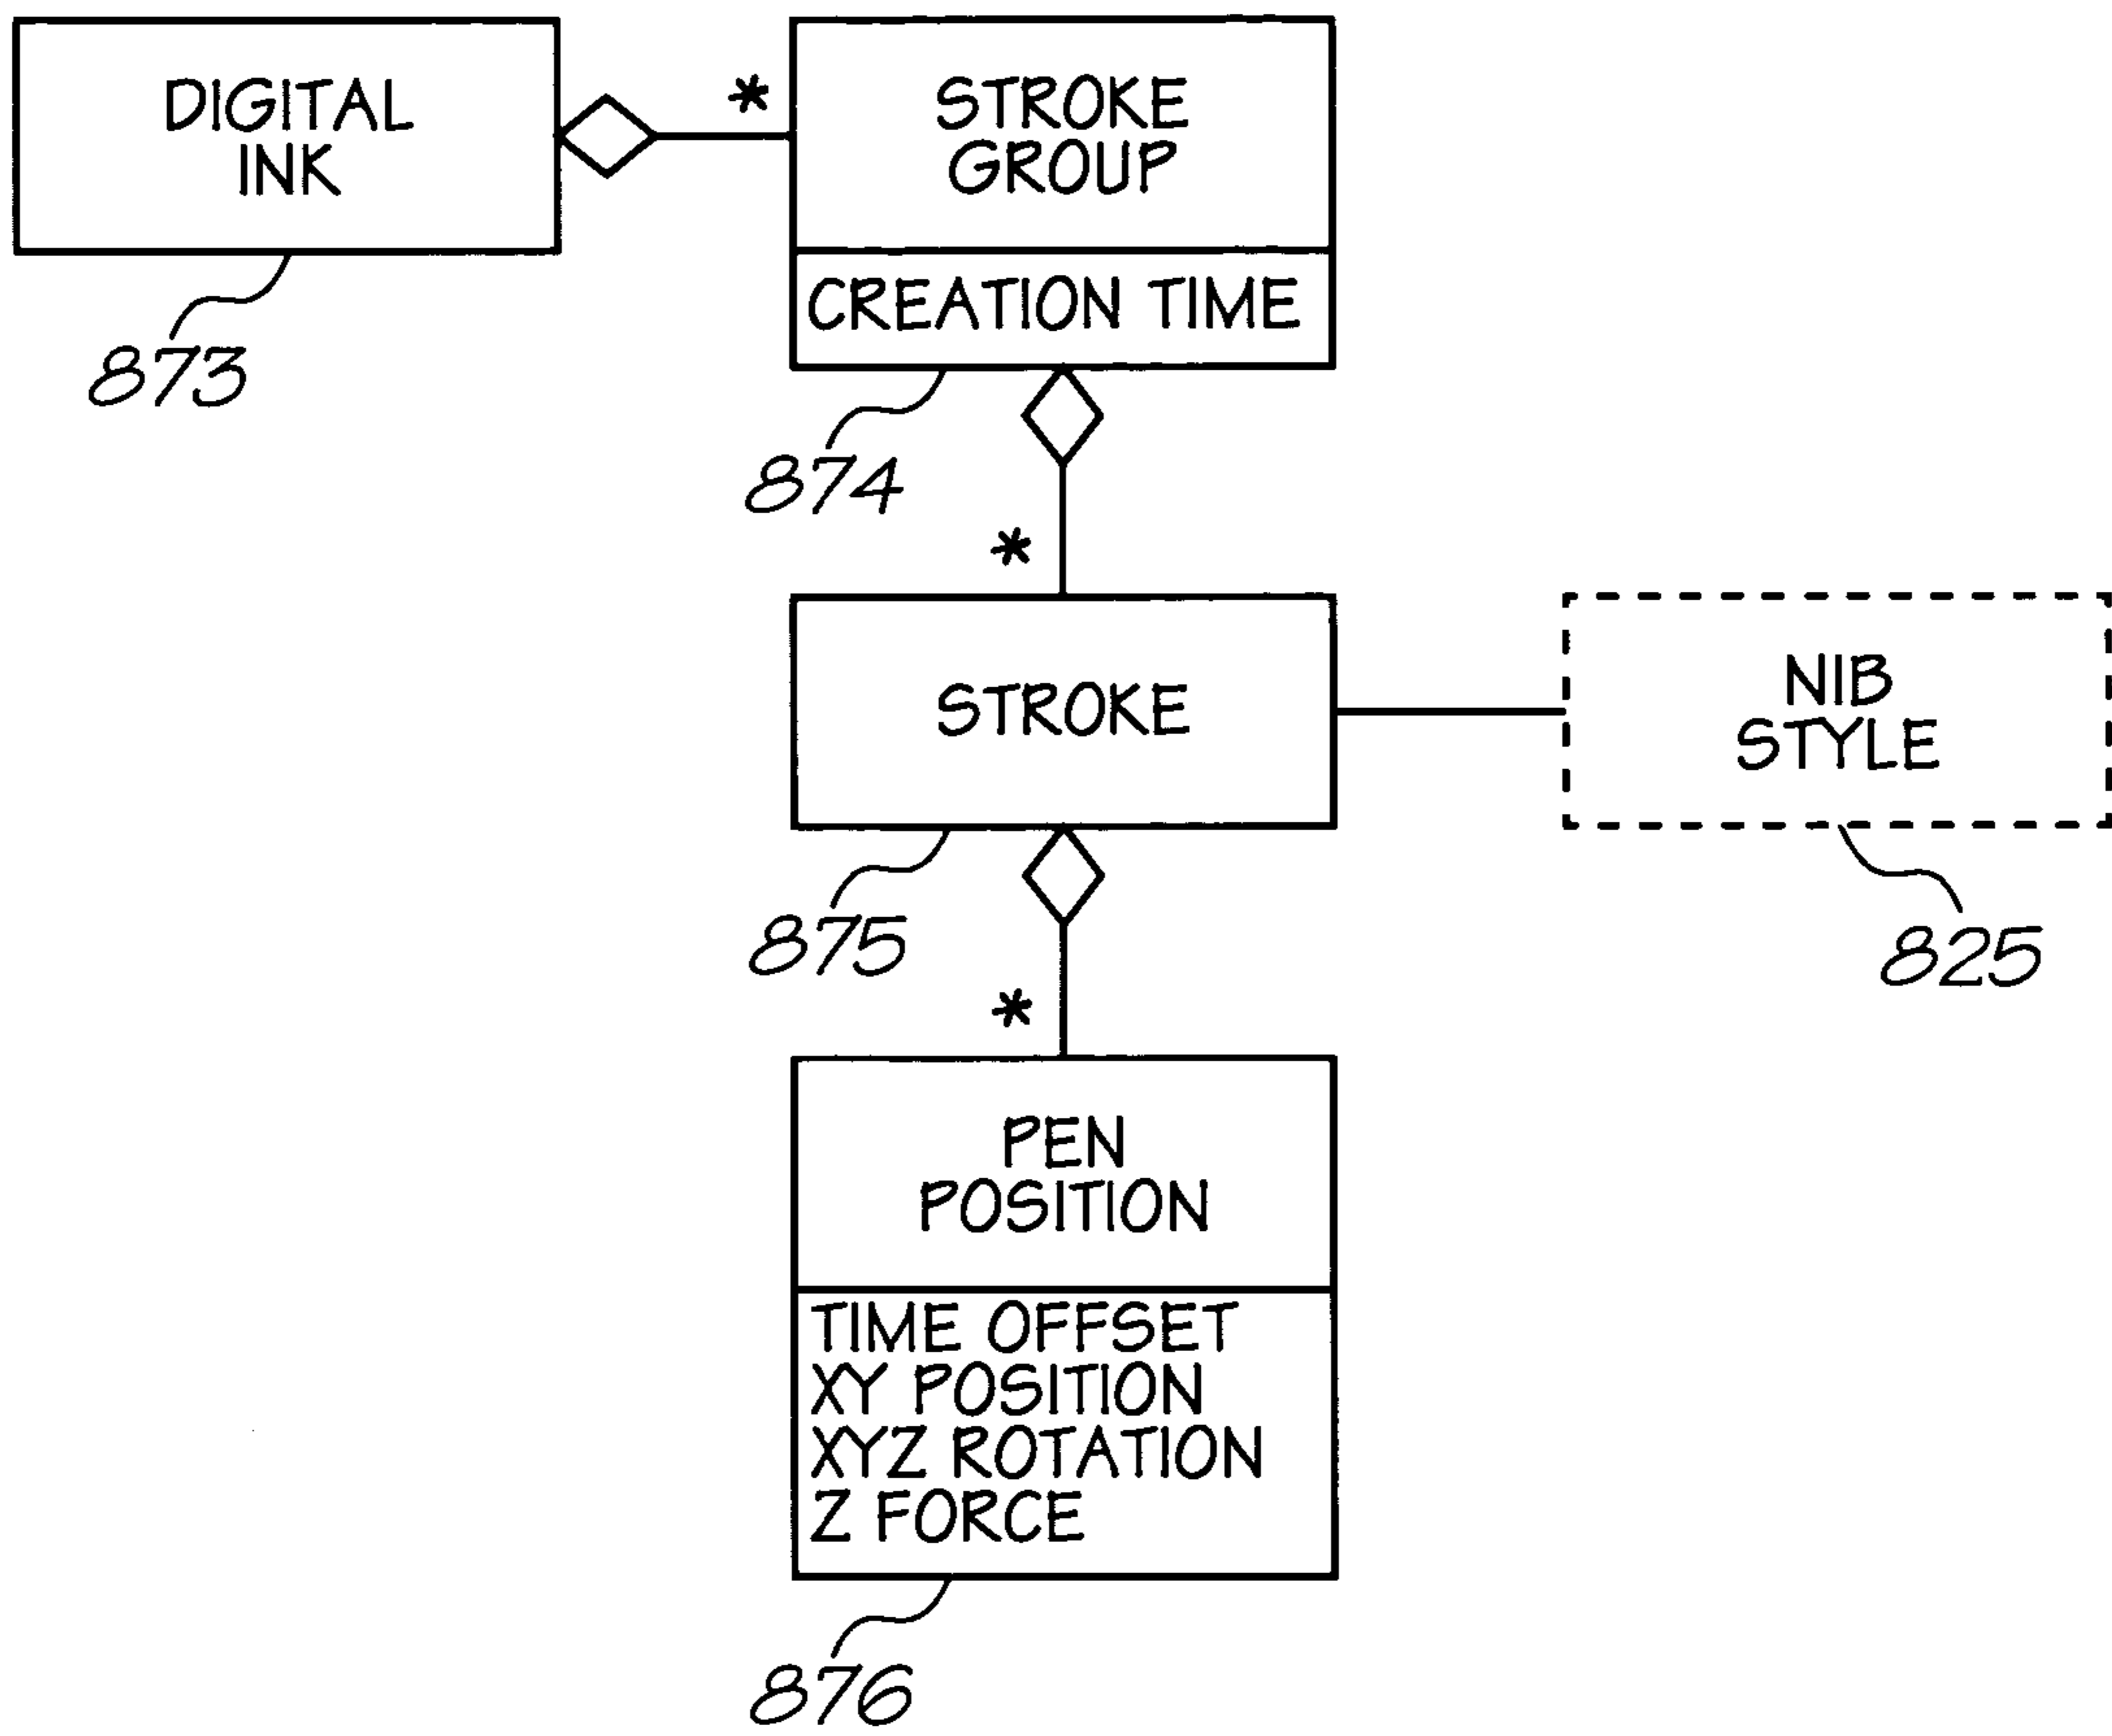 DIGITAL
INK
*
STROKE
GROUP
CREATION TIME
873
874
*
STROKE
NIB
STYLE
875
825
*
PEN
POSITION
TIME OFFSET
XY POSITION
XYZ ROTATION
Z FORCE
876